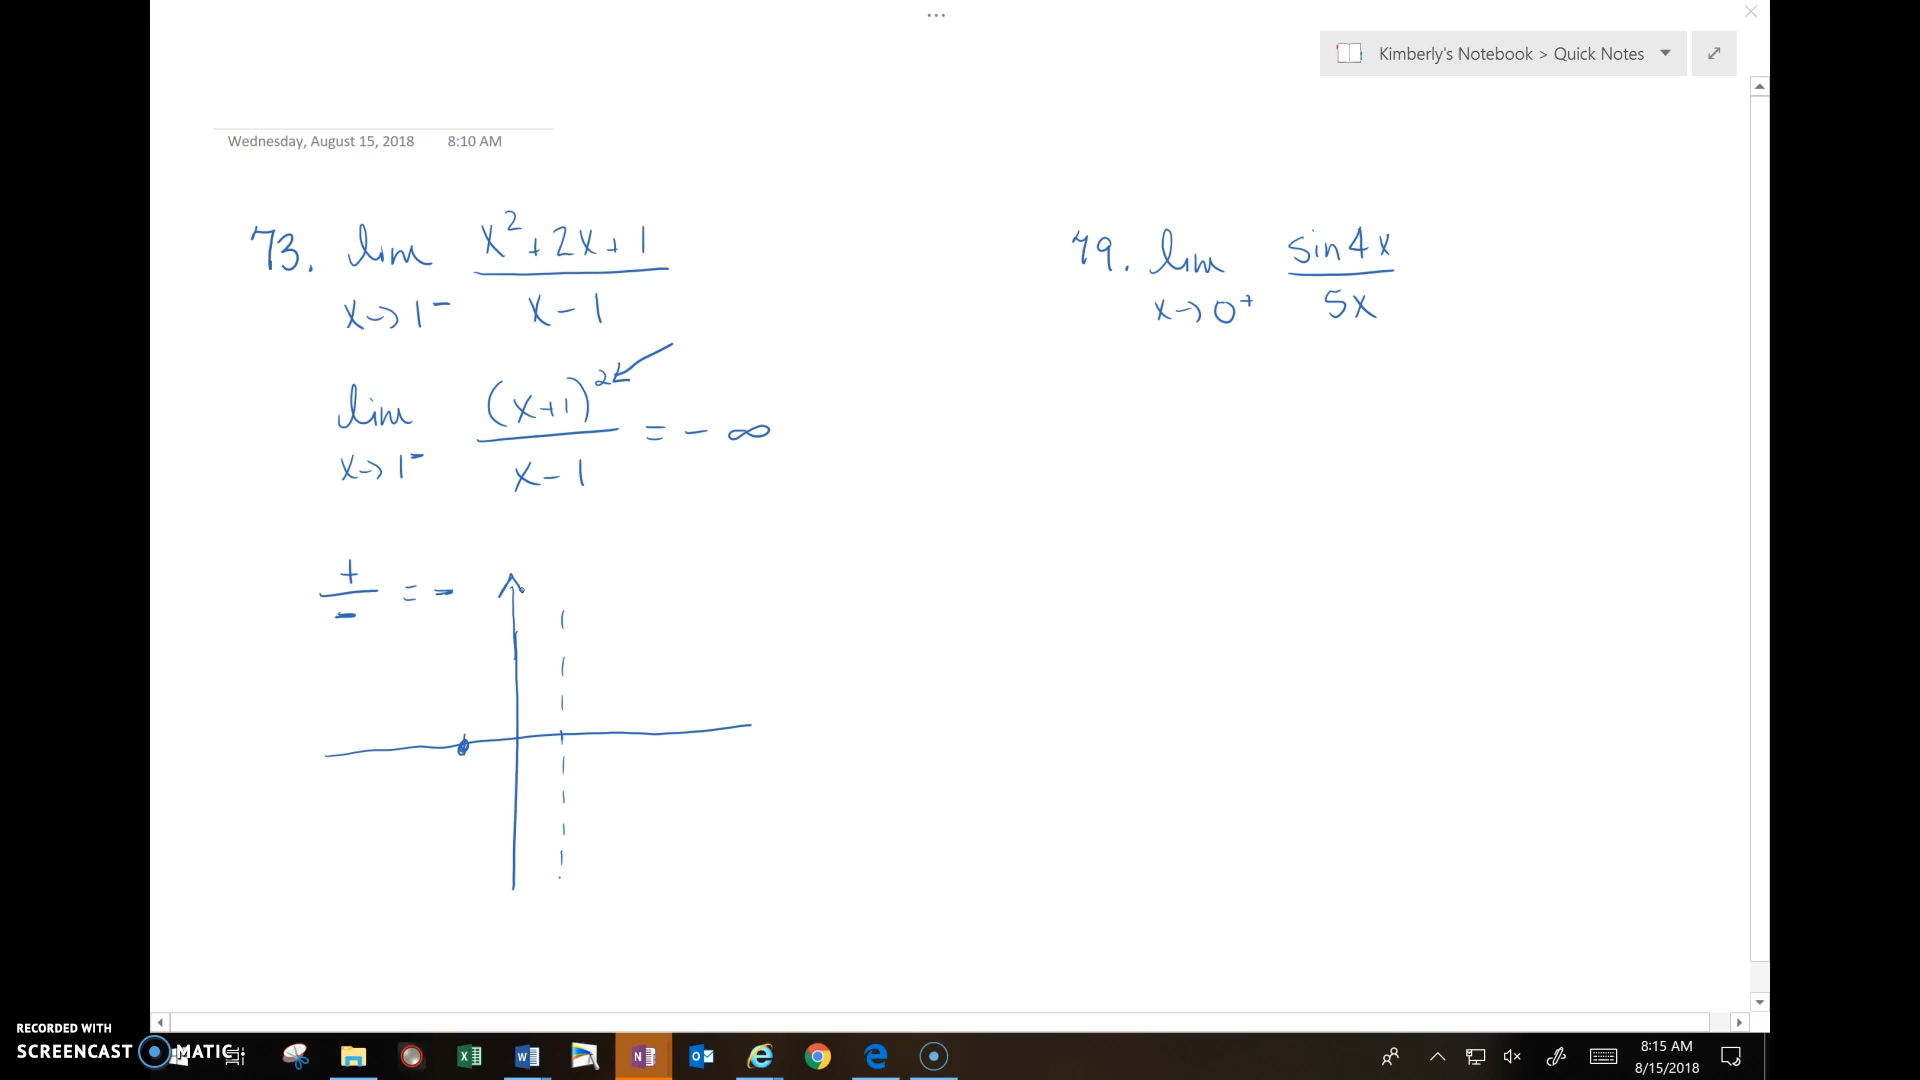 ...
Kimberly's Notebook > Quick Notes
Wednesday, August 15, 2018 8:10 AM
73. lim x→1⁻ (x²+2x+1)/(x-1)
lim x→1⁻ (x+1)²/(x-1) = -∞
+/- = -
79. lim x→0⁺ sin4x/5x
RECORDED WITH
SCREENCAST MATIC
8:15 AM
8/15/2018